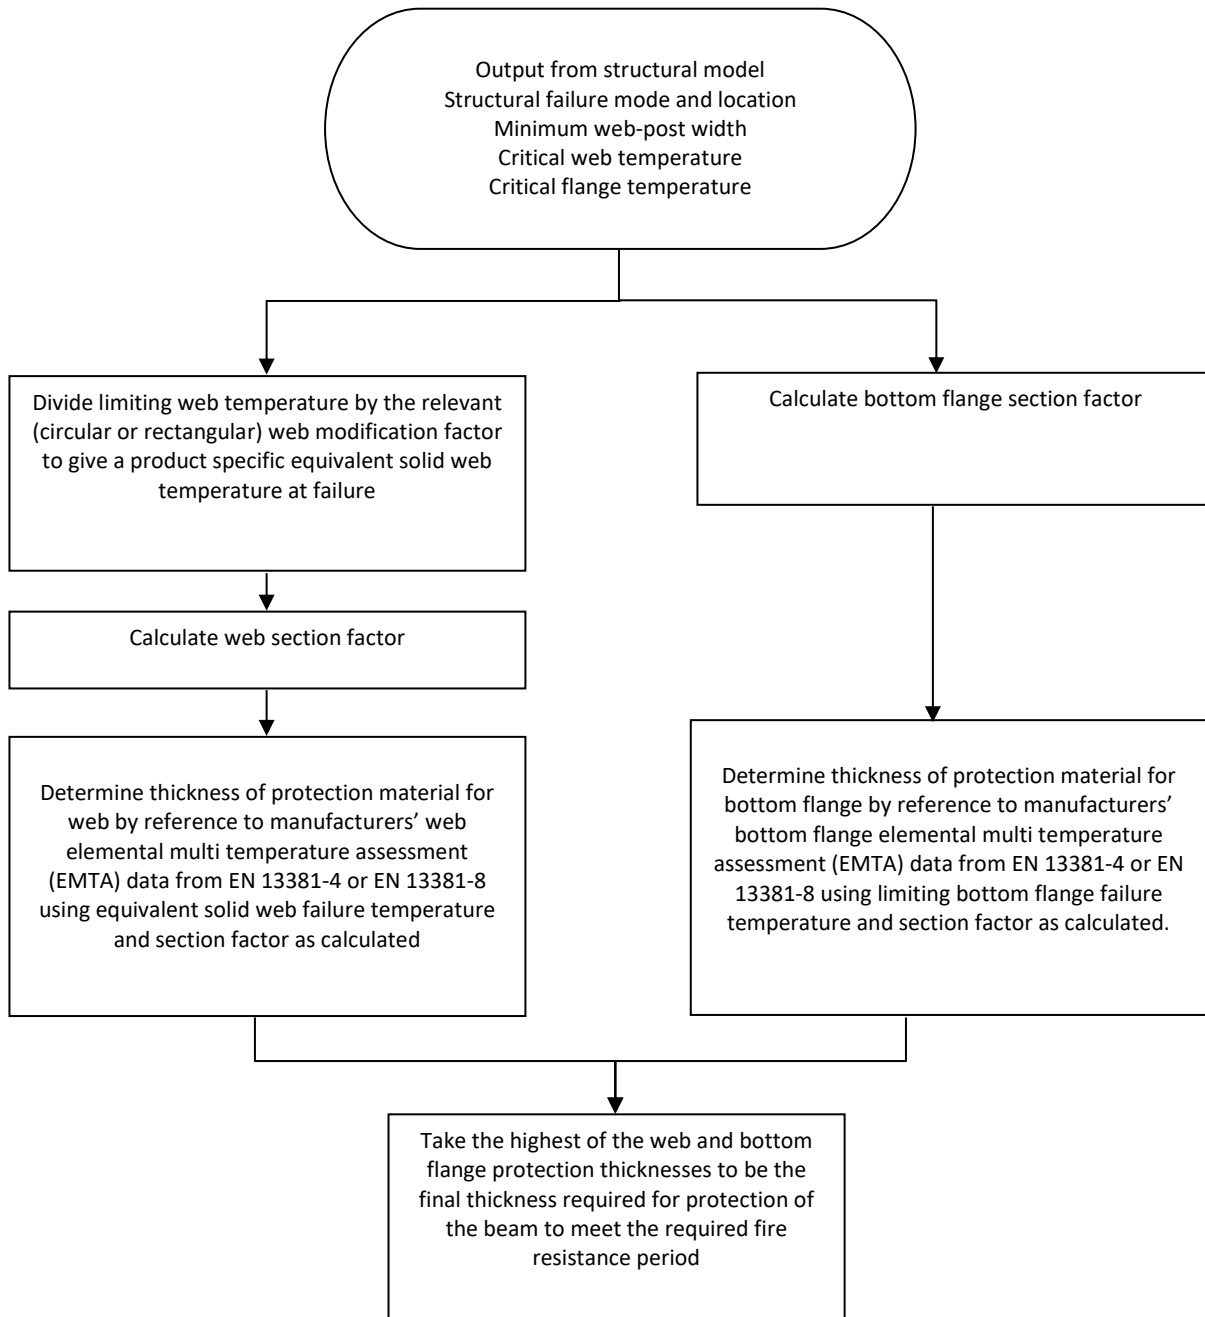 Output from structural model
Structural failure mode and location
Minimum web-post width
Critical web temperature
Critical flange temperature
Divide limiting web temperature by the relevant
(circular or rectangular) web modification factor
to give a product specific equivalent solid web
temperature at failure
Calculate web section factor
Determine thickness of protection material for
web by reference to manufacturers’ web
elemental multi temperature assessment
(EMTA) data from EN 13381-4 or EN 13381-8
using equivalent solid web failure temperature
and section factor as calculated
Calculate bottom flange section factor
Determine thickness of protection material for
bottom flange by reference to manufacturers’
bottom flange elemental multi temperature
assessment (EMTA) data from EN 13381-4 or EN
13381-8 using limiting bottom flange failure
temperature and section factor as calculated.
Take the highest of the web and bottom
flange protection thicknesses to be the
final thickness required for protection of
the beam to meet the required fire
resistance period